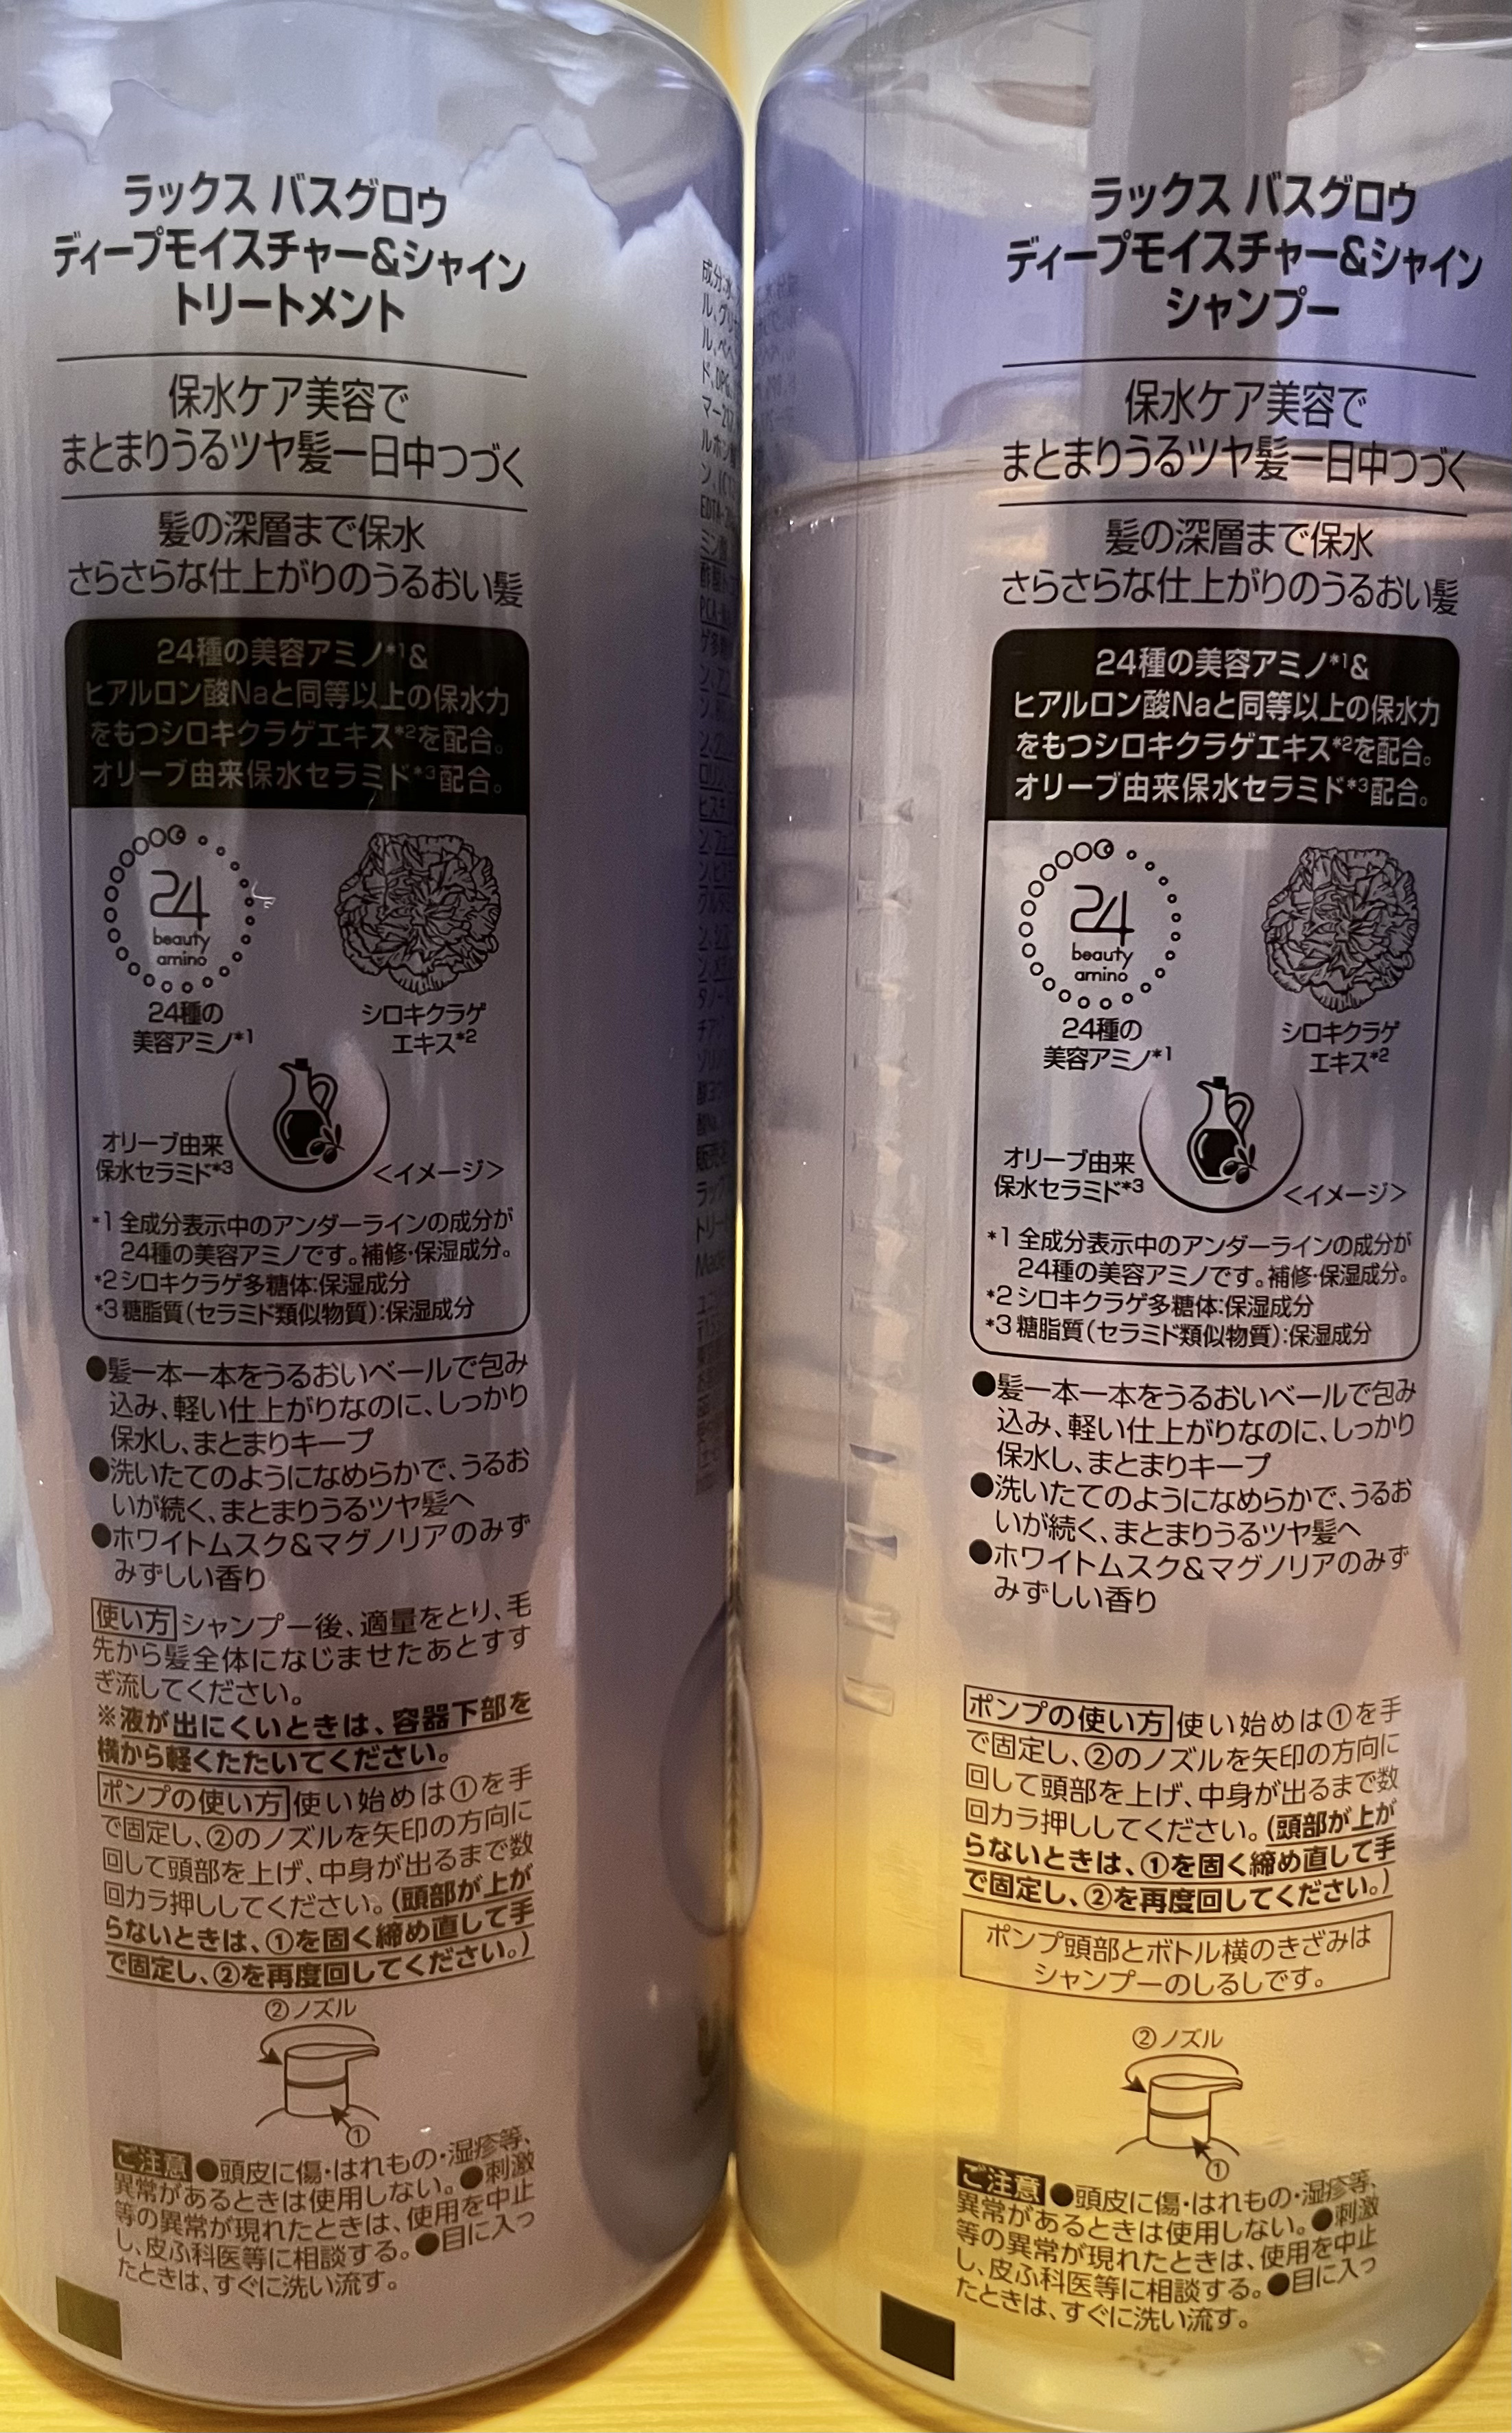 ラックス バスグロウ
ディープモイスチャー&シャイン
トリートメント
保水ケア美容で
まとまりうるツヤ髪一日中つづく
髪の深層まで保水
さらさらな仕上がりのうるおい髪
24種の美容アミノ*1&
ヒアルロン酸Naと同等以上の保水力
をもつシロキクラゲエキス*2を配合。
オリーブ由来保水セラミド*3配合。
24
beauty
amino
24種の
美容アミノ*1
シロキクラゲ
エキス*2
オリーブ由来
保水セラミド*3
<イメージ>
*1 全成分表示中のアンダーラインの成分が
24種の美容アミノです。補修・保湿成分。
*2 シロキクラゲ多糖体:保湿成分
*3 糖脂質(セラミド類似物質):保湿成分
●髪一本一本をうるおいベールで包み
込み、軽い仕上がりなのに、しっかり
保水し、まとまりキープ
●洗いたてのようになめらかで、うるお
いが続く、まとまりうるツヤ髪へ
●ホワイトムスク&マグノリアのみず
みずしい香り
使い方 シャンプー後、適量をとり、毛
先から髪全体になじませたあとすす
ぎ流してください。
※液が出にくいときは、容器下部を
横から軽くたたいてください。
ポンプの使い方 使い始めは①を手
で固定し、②のノズルを矢印の方向に
回して頭部を上げ、中身が出るまで数
回カラ押ししてください。(頭部が上が
らないときは、①を固く締め直して手
で固定し、②を再度回してください。)
②ノズル
①
ご注意 ●頭皮に傷・はれもの・湿疹等、
異常があるときは使用しない。●刺激
等の異常が現れたときは、使用を中止
し、皮ふ科医等に相談する。●目に入っ
たときは、すぐに洗い流す。
ラックス バスグロウ
ディープモイスチャー&シャイン
シャンプー
保水ケア美容で
まとまりうるツヤ髪一日中つづく
髪の深層まで保水
さらさらな仕上がりのうるおい髪
24種の美容アミノ*1&
ヒアルロン酸Naと同等以上の保水力
をもつシロキクラゲエキス*2を配合。
オリーブ由来保水セラミド*3配合。
24
beauty
amino
24種の
美容アミノ*1
シロキクラゲ
エキス*2
オリーブ由来
保水セラミド*3
<イメージ>
*1 全成分表示中のアンダーラインの成分が
24種の美容アミノです。補修・保湿成分。
*2 シロキクラゲ多糖体:保湿成分
*3 糖脂質(セラミド類似物質):保湿成分
●髪一本一本をうるおいベールで包み
込み、軽い仕上がりなのに、しっかり
保水し、まとまりキープ
●洗いたてのようになめらかで、うるお
いが続く、まとまりうるツヤ髪へ
●ホワイトムスク&マグノリアのみず
みずしい香り
ポンプの使い方 使い始めは①を手
で固定し、②のノズルを矢印の方向に
回して頭部を上げ、中身が出るまで数
回カラ押ししてください。(頭部が上が
らないときは、①を固く締め直して手
で固定し、②を再度回してください。)
ポンプ頭部とボトル横のきざみは
シャンプーのしるしです。
②ノズル
①
ご注意 ●頭皮に傷・はれもの・湿疹等、
異常があるときは使用しない。●刺激
等の異常が現れたときは、使用を中止
し、皮ふ科医等に相談する。●目に入っ
たときは、すぐに洗い流す。